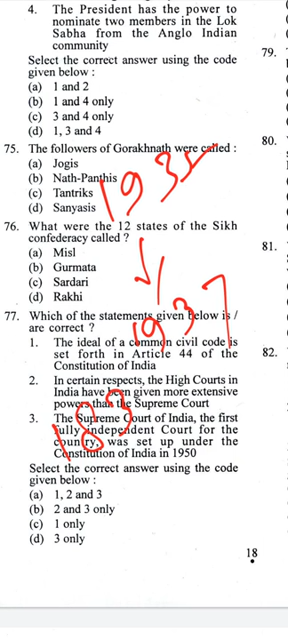 4. The President has the power to
nominate two members in the Lok
Sabha from the Anglo Indian
community
79.
Select the correct answer using the code
given below :
(a) 1 and 2
(b) 1 and 4 only
(c) 3 and 4 only
(d) 1, 3 and 4
75. The followers of Gorakhnath were called :
80.
(a) Jogis
(b) Nath-Panthis
(c) Tantriks
(d) Sanyasis
193
76. What were the 12 states of the Sikh
confederacy called ?
81.
(a) Misl
(b) Gurmata
(c) Sardari
(d) Rakhi
1937
77. Which of the statements given below is /
are correct ?
1. The ideal of a common civil code is
set forth in Article 44 of the
82.
Constitution of India
2. In certain respects, the High Courts in
India have been given more extensive
powers than the Supreme Court
183
3. The Supreme Court of India, the first
fully independent Court for the
country, was set up under the
Constitution of India in 1950
Select the correct answer using the code
given below :
(a) 1, 2 and 3
(b) 2 and 3 only
(c) 1 only
(d) 3 only
18